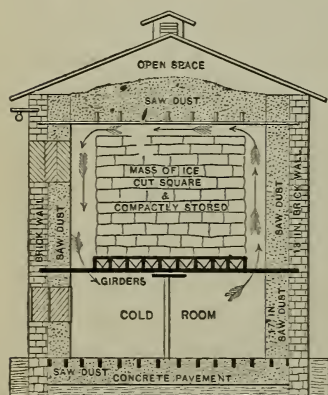 OPEN SPACE
SAW DUST
MASS OF ICE
CUT SQUARE
&
COMPACTLY STORED
BRICK WALL
SAW DUST
SAW DUST
13 IN. BRICK WALL
GIRDERS
COLD ROOM
17 IN.
SAW DUST
SAW DUST
CONCRETE PAVEMENT